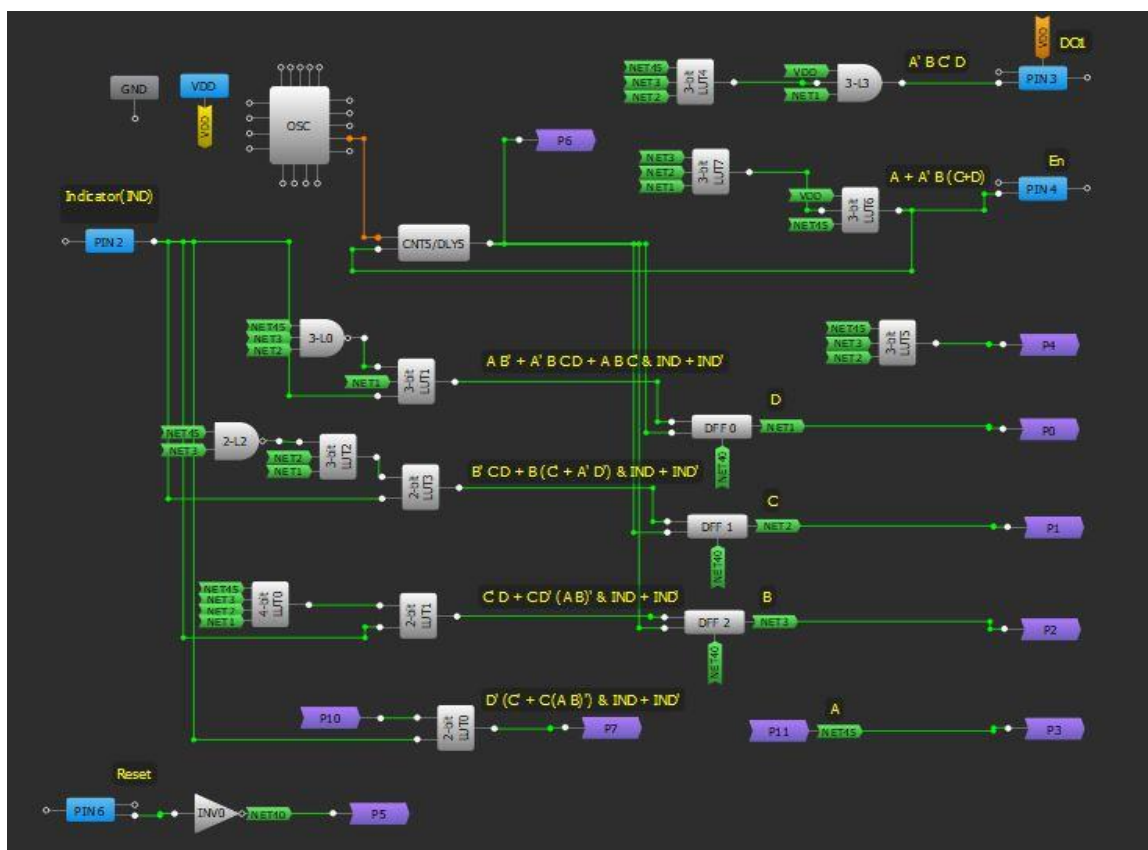 DO1
VDD
NET45
NET3
NET2
3-bit LUT4
VDD
NET1
3-L3
A' B C' D
PIN 3
GND
VDD
VDD
OSC
P6
NET3
NET2
NET1
3-bit LUT7
VDD
NET45
3-bit LUT6
A + A' B (C+D)
En
PIN 4
Indicator(IND)
PIN 2
CNT5/DLY5
NET45
NET3
NET2
3-L0
NET1
3-bit LUT1
A B' + A' B CD + A B C' & IND + IND'
NET45
NET3
NET2
3-bit LUT5
P4
D
DFF 0
NET1
NET40
P0
NET45
NET3
2-L2
NET2
NET1
3-bit LUT2
2-bit LUT3
B' CD + B (C' + A' D') & IND + IND'
C
DFF 1
NET2
NET40
P1
NET45
NET3
NET2
NET1
4-bit LUT0
2-bit LUT1
C' D + CD' (AB)' & IND + IND'
B
DFF 2
NET3
NET40
P2
P10
2-bit LUT0
D' (C' + C(A B)') & IND + IND'
P7
A
P11
NET45
P3
Reset
PIN 6
INV0
NET40
P5